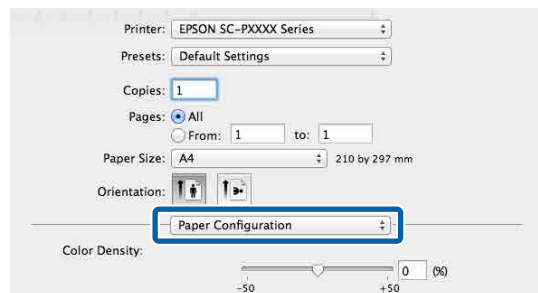 Printer: EPSON SC-PXXXX Series
Presets: Default Settings
Copies: 1
Pages: All
From: 1 to: 1
Paper Size: A4 210 by 297 mm
Orientation:
Paper Configuration
Color Density:
0 (%)
-50 +50